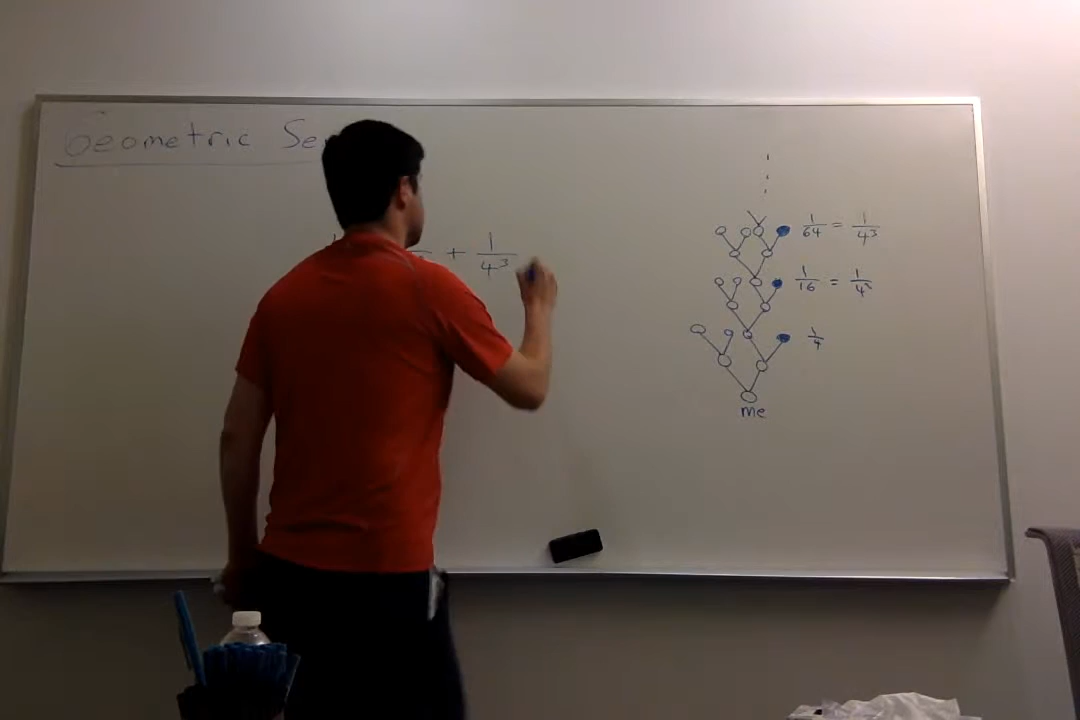 Geometric Se
+ 1/4³
1/64 = 1/4³
1/16 = 1/4²
1/4
me